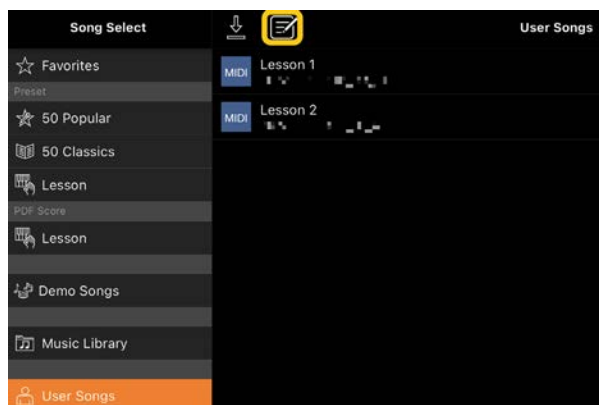 Song Select
User Songs
Favorites
Preset
50 Popular
50 Classics
Lesson
PDF Score
Lesson
Demo Songs
Music Library
User Songs
MIDI
Lesson 1
MIDI
Lesson 2